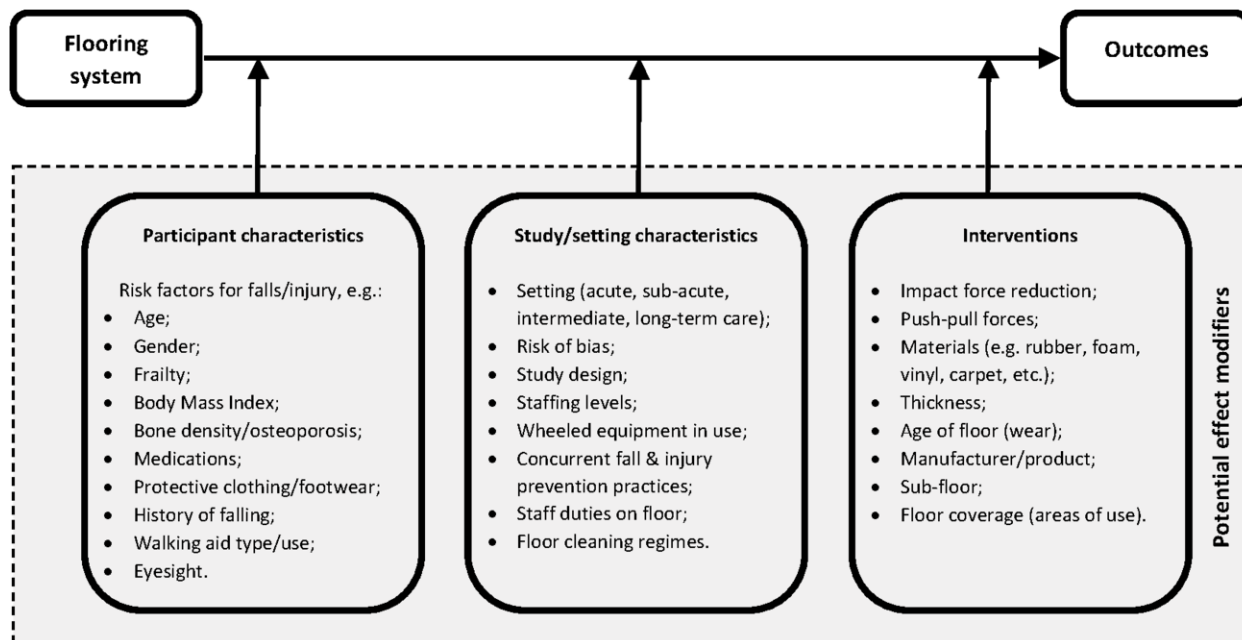 Flooring
system
Outcomes
Participant characteristics
Risk factors for falls/injury, e.g.:
• Age;
• Gender;
• Frailty;
• Body Mass Index;
• Bone density/osteoporosis;
• Medications;
• Protective clothing/footwear;
• History of falling;
• Walking aid type/use;
• Eyesight.
Study/setting characteristics
• Setting (acute, sub-acute,
intermediate, long-term care);
• Risk of bias;
• Study design;
• Staffing levels;
• Wheeled equipment in use;
• Concurrent fall & injury
prevention practices;
• Staff duties on floor;
• Floor cleaning regimes.
Interventions
• Impact force reduction;
• Push-pull forces;
• Materials (e.g. rubber, foam,
vinyl, carpet, etc.);
• Thickness;
• Age of floor (wear);
• Manufacturer/product;
• Sub-floor;
• Floor coverage (areas of use).
Potential effect modifiers